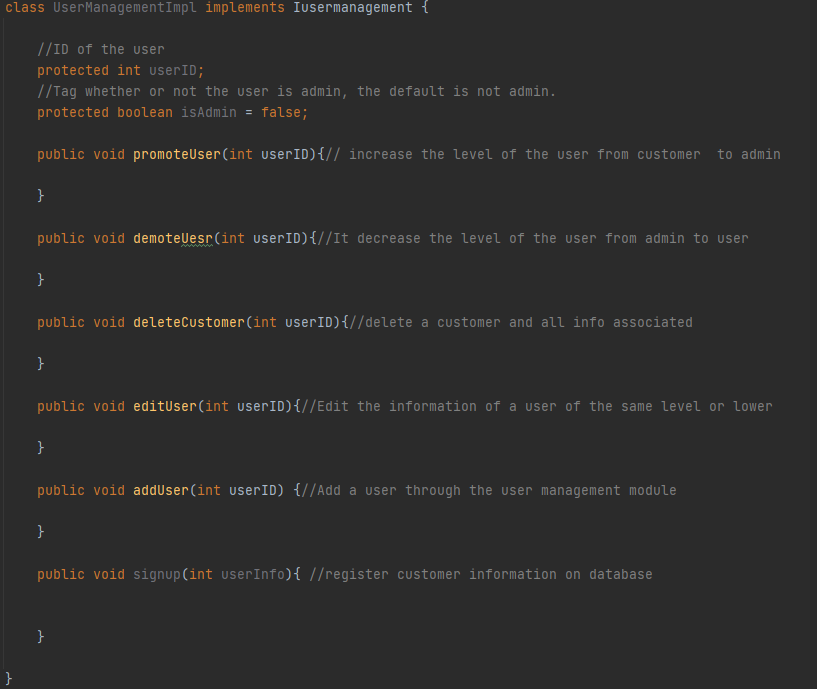 class UserManagementImpl implements Iusermanagement {
//ID of the user
protected int userID;
//Tag whether or not the user is admin, the default is not admin.
protected boolean isAdmin = false;
public void promoteUser(int userID){// increase the level of the user from customer  to admin
}
public void demoteUesr(int userID){//It decrease the level of the user from admin to user
}
public void deleteCustomer(int userID){//delete a customer and all info associated
}
public void editUser(int userID){//Edit the information of a user of the same level or lower
}
public void addUser(int userID) {//Add a user through the user management module
}
public void signup(int userInfo){ //register customer information on database
}
}